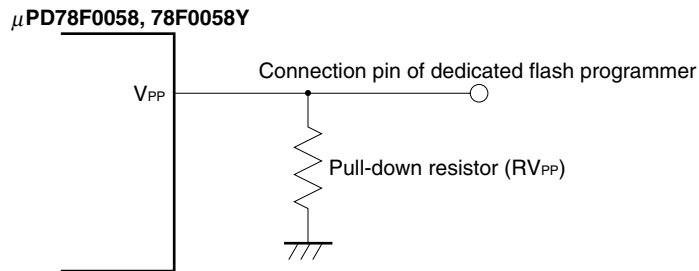 μPD78F0058, 78F0058Y
Connection pin of dedicated flash programmer
VPP
Pull-down resistor (RVPP)